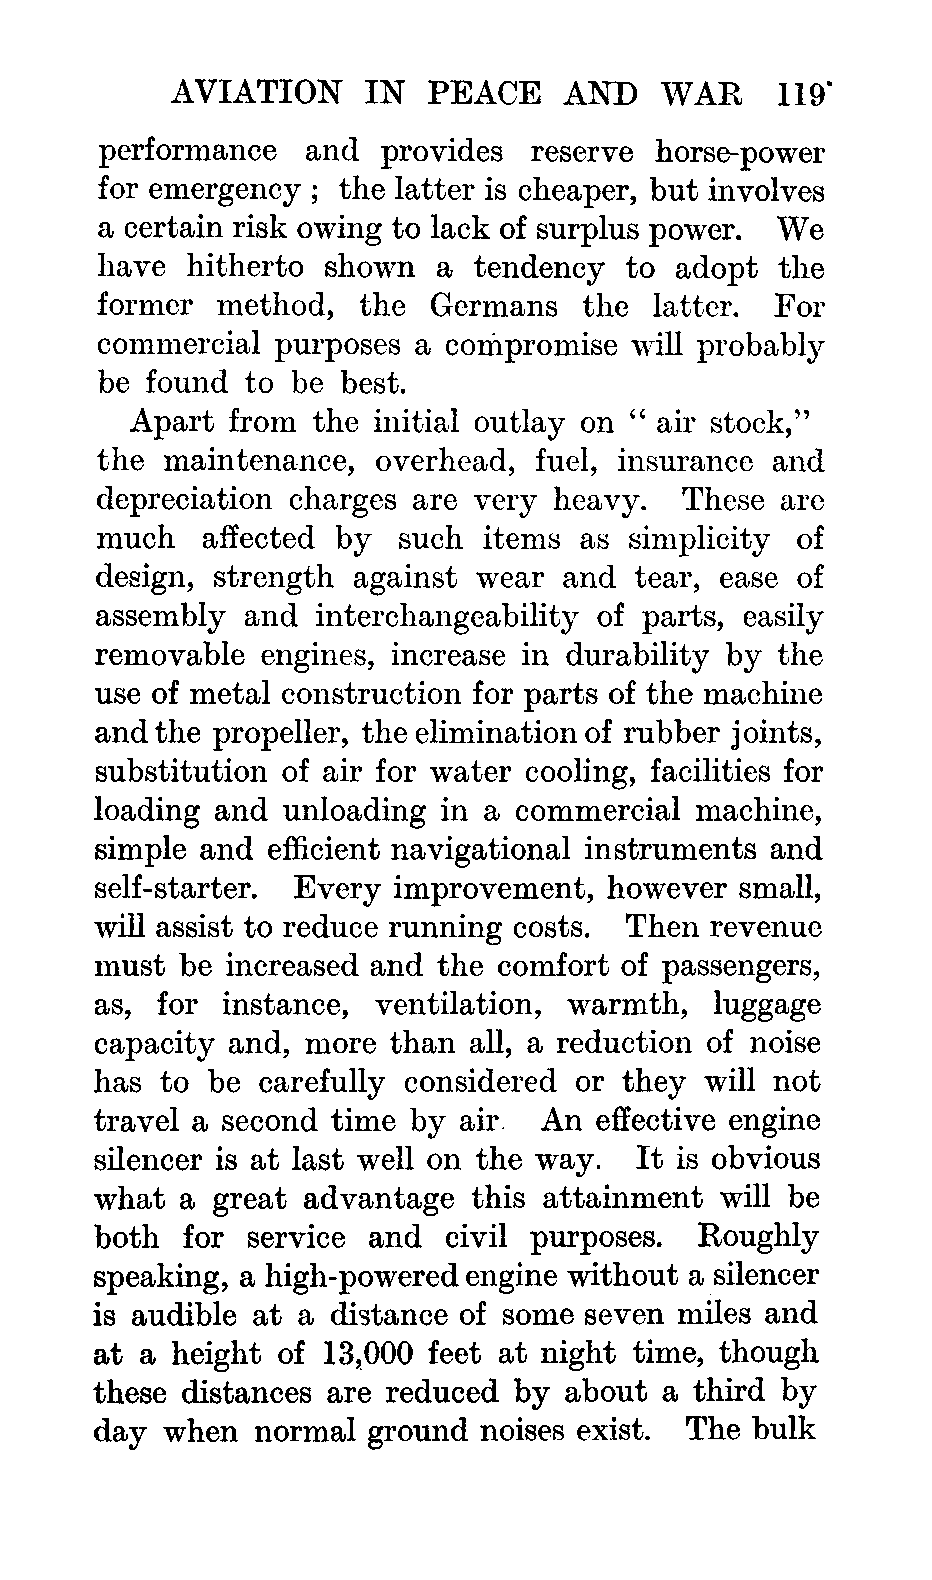 AVIATION IN PEACE AND WAR 119
performance and provides reserve horse-power
for emergency ; the latter is cheaper, but involves
a certain risk owing to lack of surplus power. We
have hitherto shown a tendency to adopt the
former method, the Germans the latter. For
commercial purposes a compromise will probably
be found to be best.
Apart from the initial outlay on “ air stock,”
the maintenance, overhead, fuel, insurance and
depreciation charges are very heavy. These are
much affected by such items as simplicity of
design, strength against wear and tear, ease of
assembly and interchangeability of parts, easily
removable engines, increase in durability by the
use of metal construction for parts of the machine
and the propeller, the elimination of rubber joints,
substitution of air for water cooling, facilities for
loading and unloading in a commercial machine,
simple and efficient navigational instruments and
self-starter. Every improvement, however small,
will assist to reduce running costs. Then revenue
must be increased and the comfort of passengers,
as, for instance, ventilation, warmth, luggage
capacity and, more than all, a reduction of noise
has to be carefully considered or they will not
travel a second time by air. An effective engine
silencer is at last well on the way. It is obvious
what a great advantage this attainment will be
both for service and civil purposes. Roughly
speaking, a high-powered engine without a silencer
is audible at a distance of some seven miles and
at a height of 13,000 feet at night time, though
these distances are reduced by about a third by
day when normal ground noises exist. The bulk